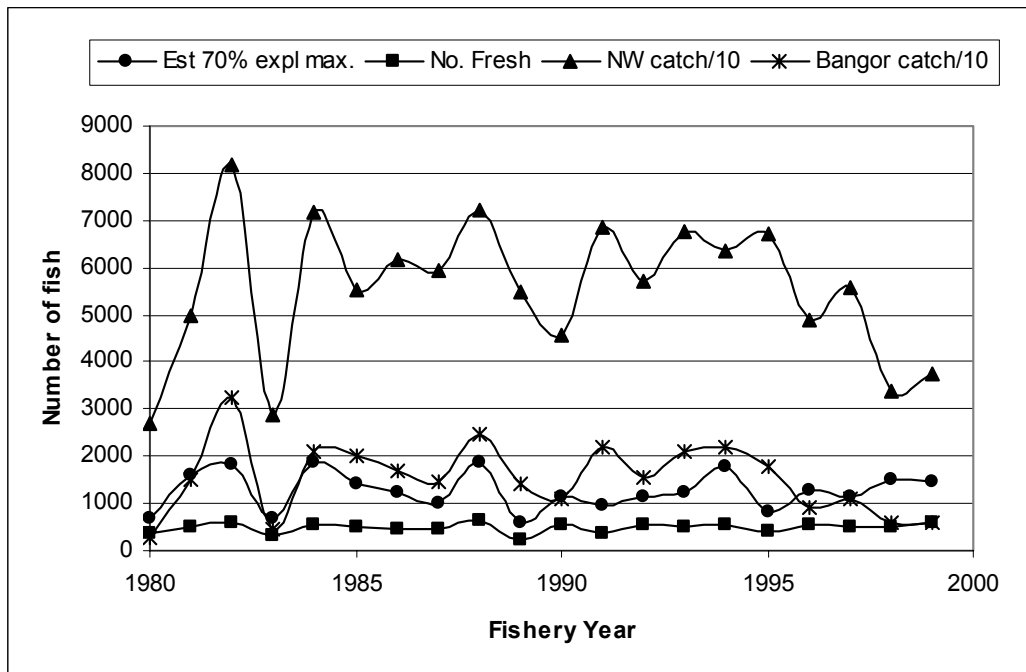 Est 70% expl max. No. Fresh NW catch/10 Bangor catch/10
9000
8000
7000
6000
5000
4000
3000
2000
1000
0
Number of fish
1980 1985 1990 1995 2000
Fishery Year